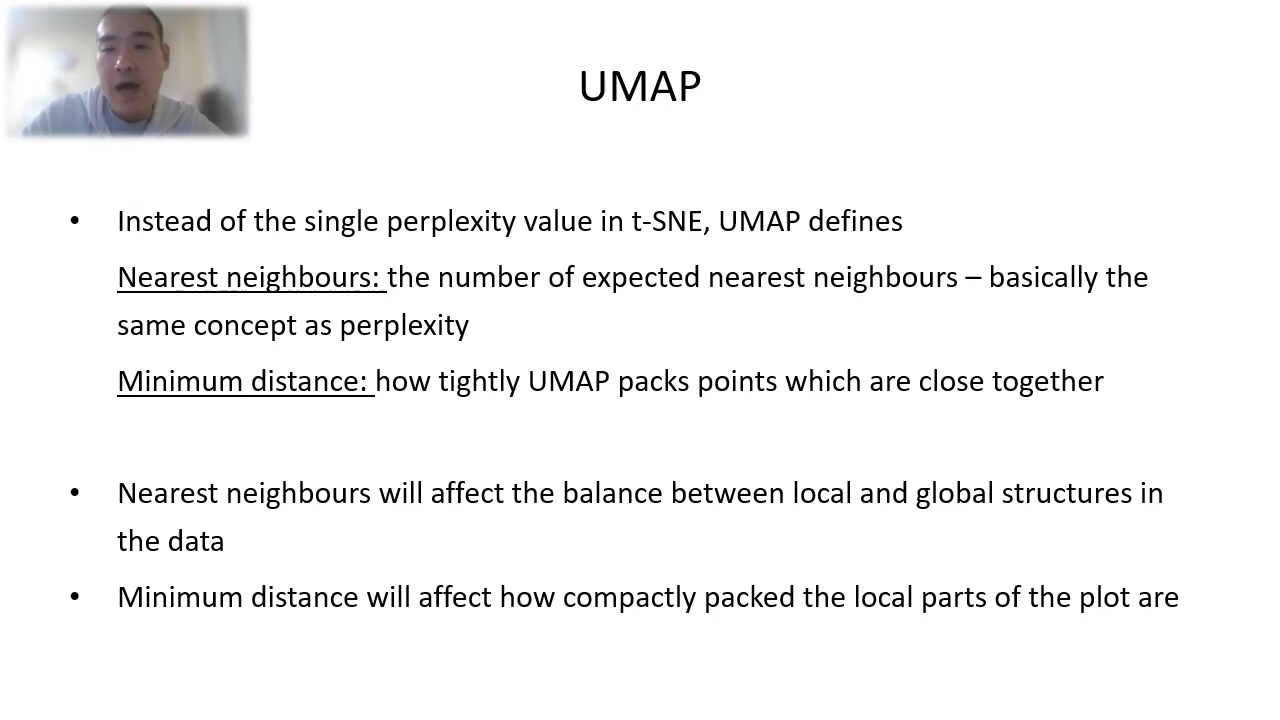 UMAP
• Instead of the single perplexity value in t-SNE, UMAP defines
Nearest neighbours: the number of expected nearest neighbours – basically the
same concept as perplexity
Minimum distance: how tightly UMAP packs points which are close together
• Nearest neighbours will affect the balance between local and global structures in
the data
• Minimum distance will affect how compactly packed the local parts of the plot are